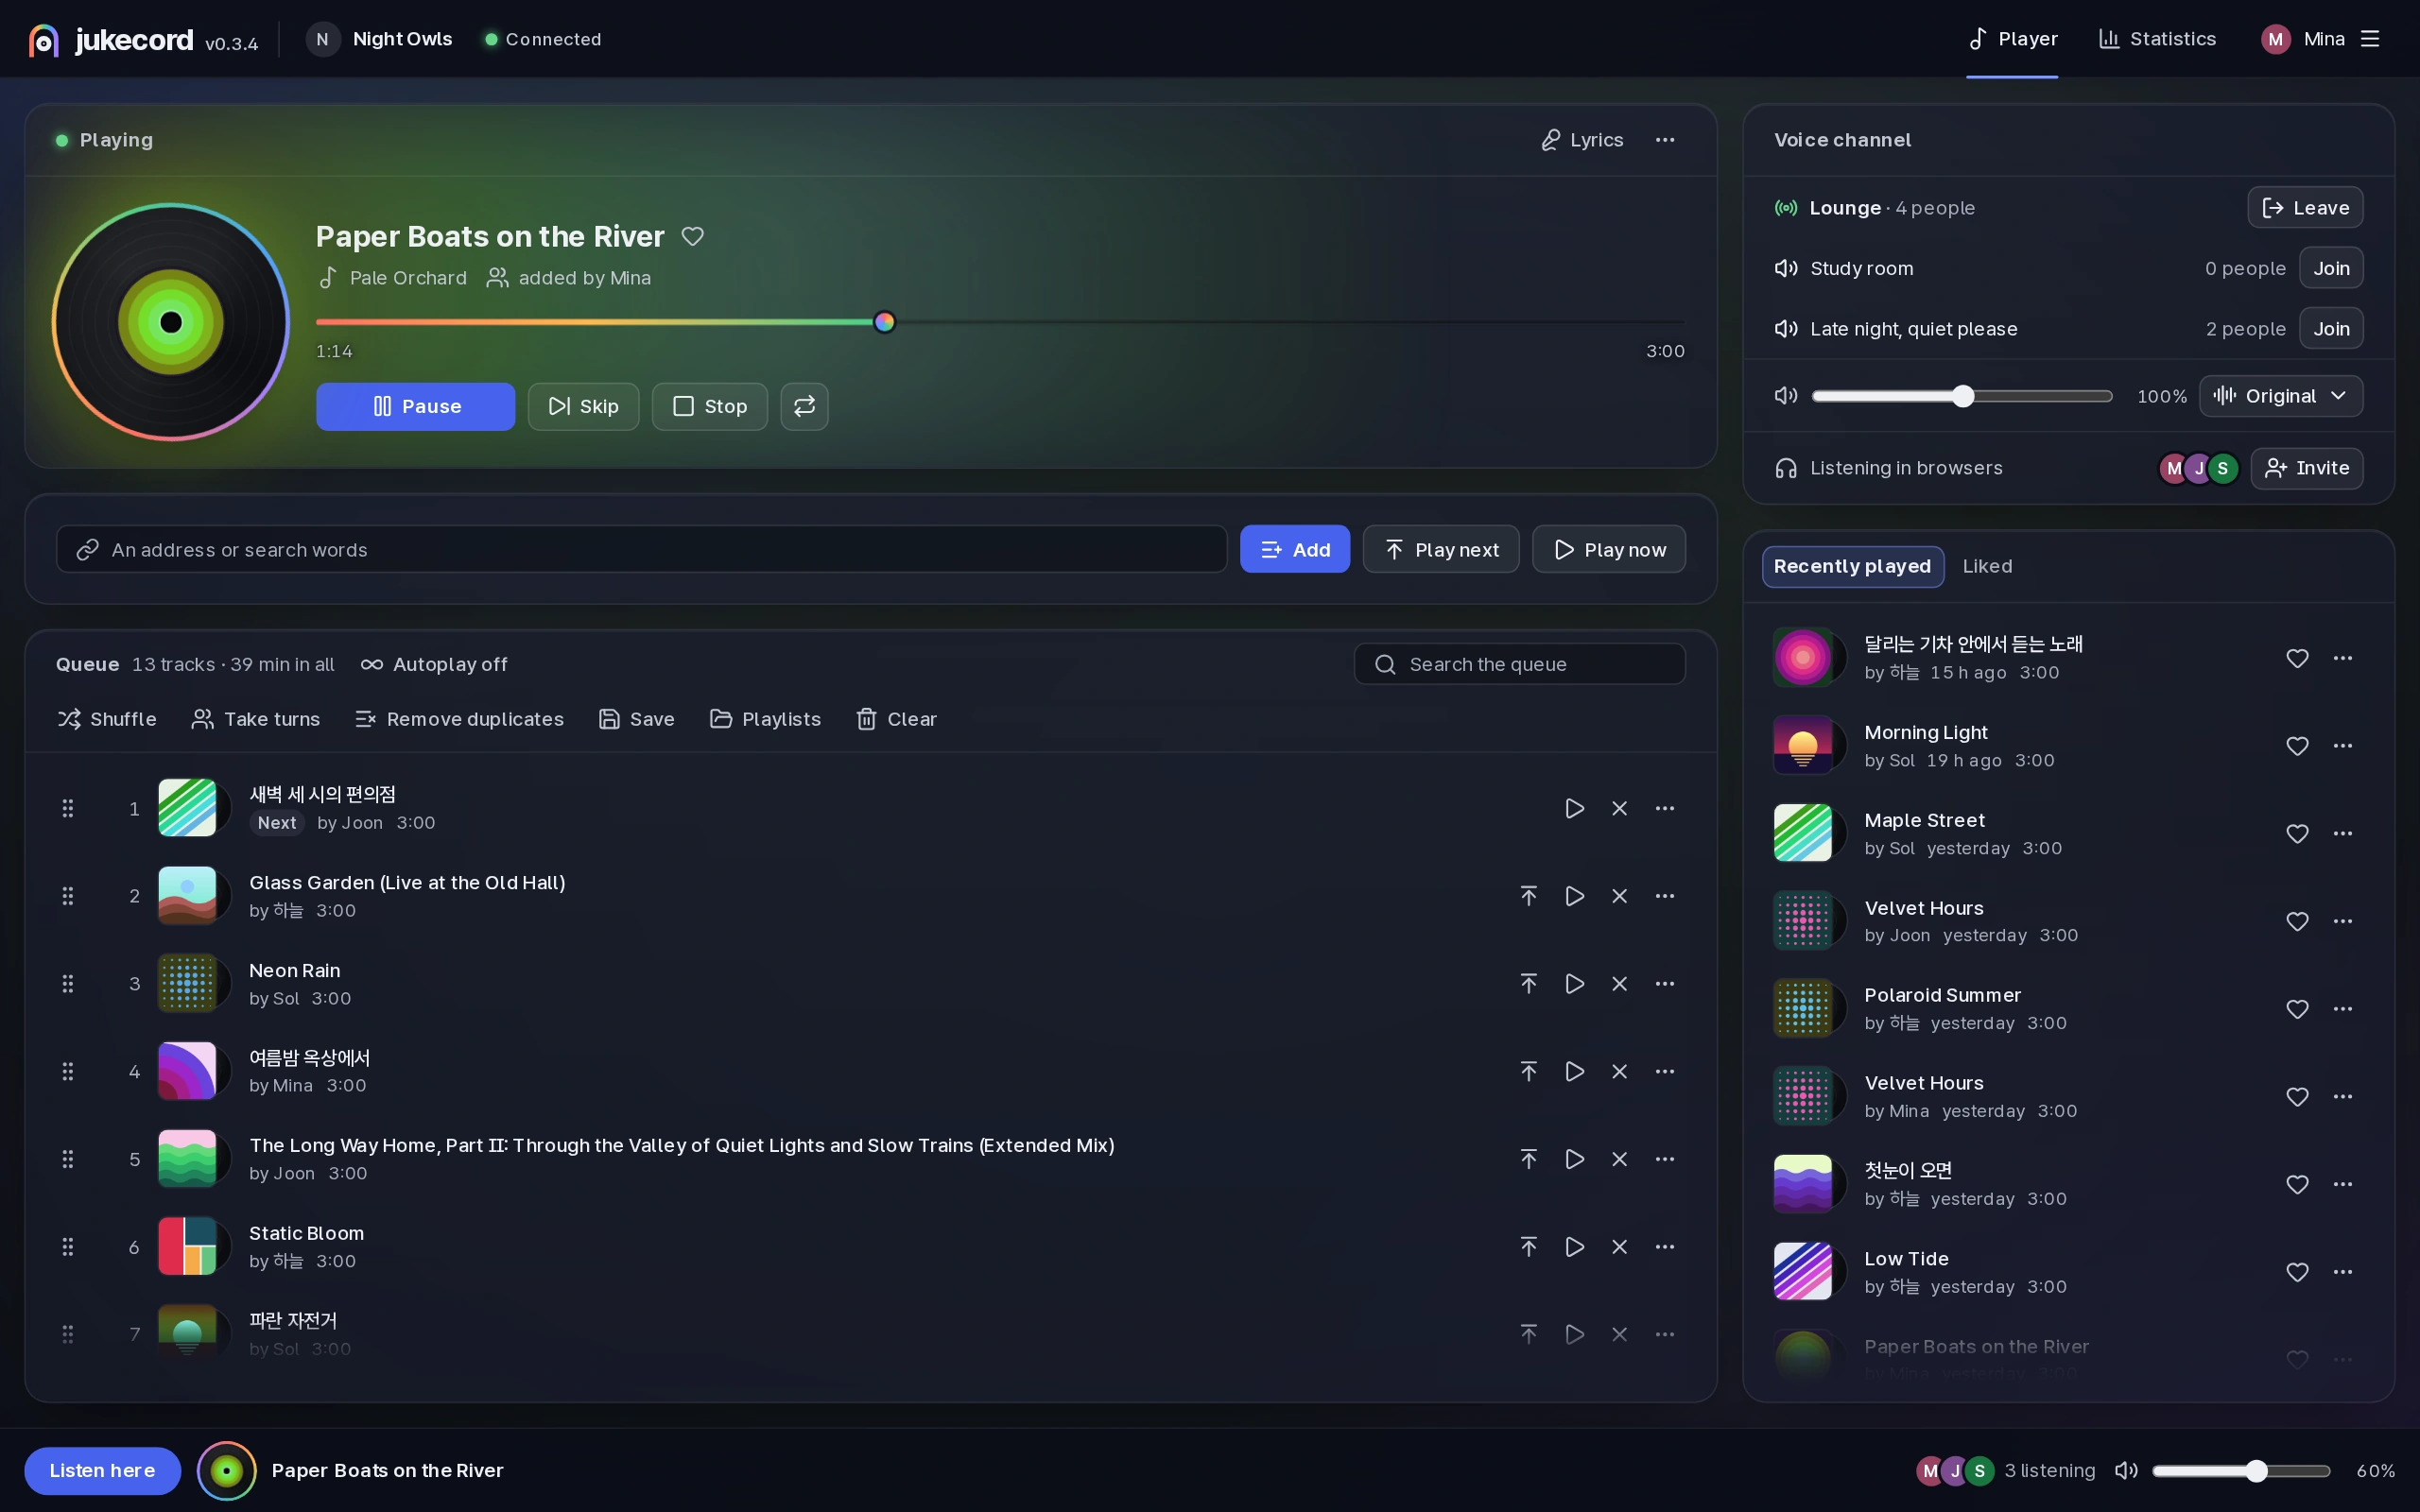 jukecord v0.3.4 N Night Owls Connected Player Statistics M Mina
Playing Lyrics
Paper Boats on the River
Pale Orchard added by Mina
1:14 3:00
Pause Skip Stop
An address or search words Add Play next Play now
Queue 13 tracks · 39 min in all Autoplay off Search the queue
Shuffle Take turns Remove duplicates Save Playlists Clear
1 새벽 세 시의 편의점
Next by Joon 3:00
2 Glass Garden (Live at the Old Hall)
by 하늘 3:00
3 Neon Rain
by Sol 3:00
4 여름밤 옥상에서
by Mina 3:00
5 The Long Way Home, Part II: Through the Valley of Quiet Lights and Slow Trains (Extended Mix)
by Joon 3:00
6 Static Bloom
by 하늘 3:00
7 파란 자전거
by Sol 3:00
Voice channel
Lounge · 4 people Leave
Study room 0 people Join
Late night, quiet please 2 people Join
100% Original
Listening in browsers M J S Invite
Recently played Liked
달리는 기차 안에서 듣는 노래
by 하늘 15 h ago 3:00
Morning Light
by Sol 19 h ago 3:00
Maple Street
by Sol yesterday 3:00
Velvet Hours
by Joon yesterday 3:00
Polaroid Summer
by 하늘 yesterday 3:00
Velvet Hours
by Mina yesterday 3:00
첫눈이 오면
by 하늘 yesterday 3:00
Low Tide
by 하늘 yesterday 3:00
Paper Boats on the River
by Mina yesterday 3:00
Listen here Paper Boats on the River M J S 3 listening 60%